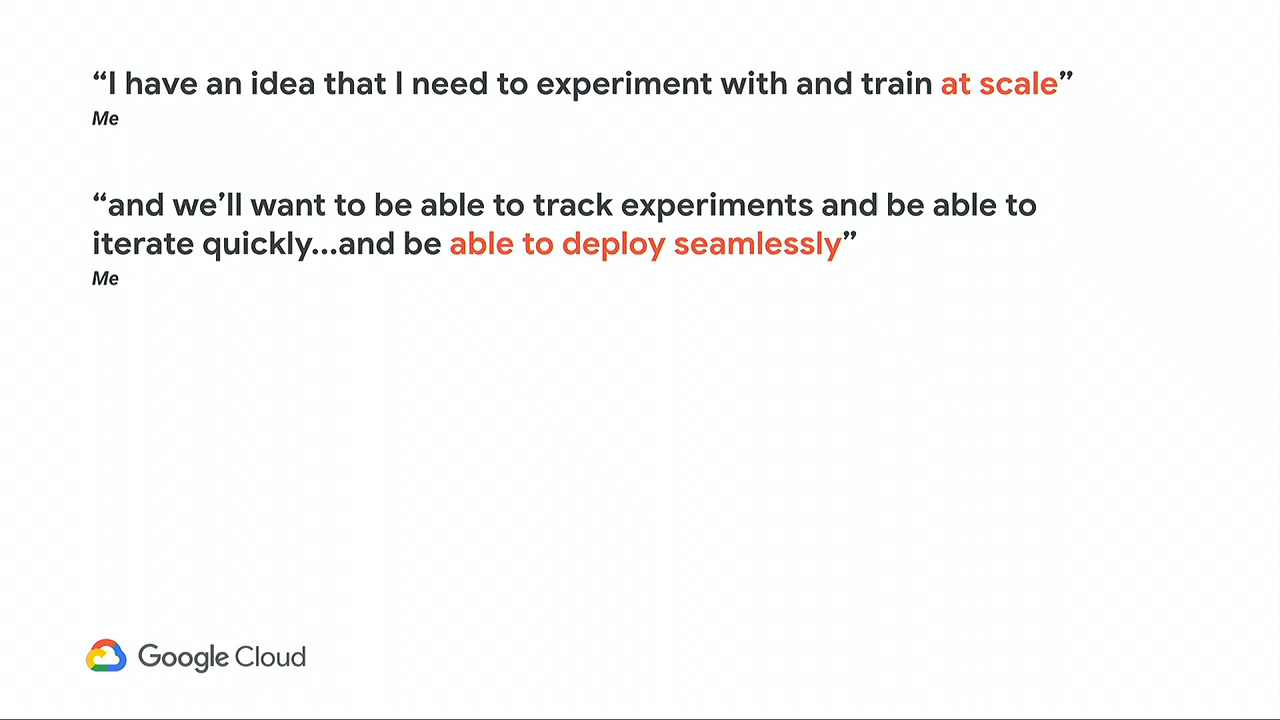 “I have an idea that I need to experiment with and train at scale”
Me
“and we’ll want to be able to track experiments and be able to
iterate quickly...and be able to deploy seamlessly”
Me
Google Cloud